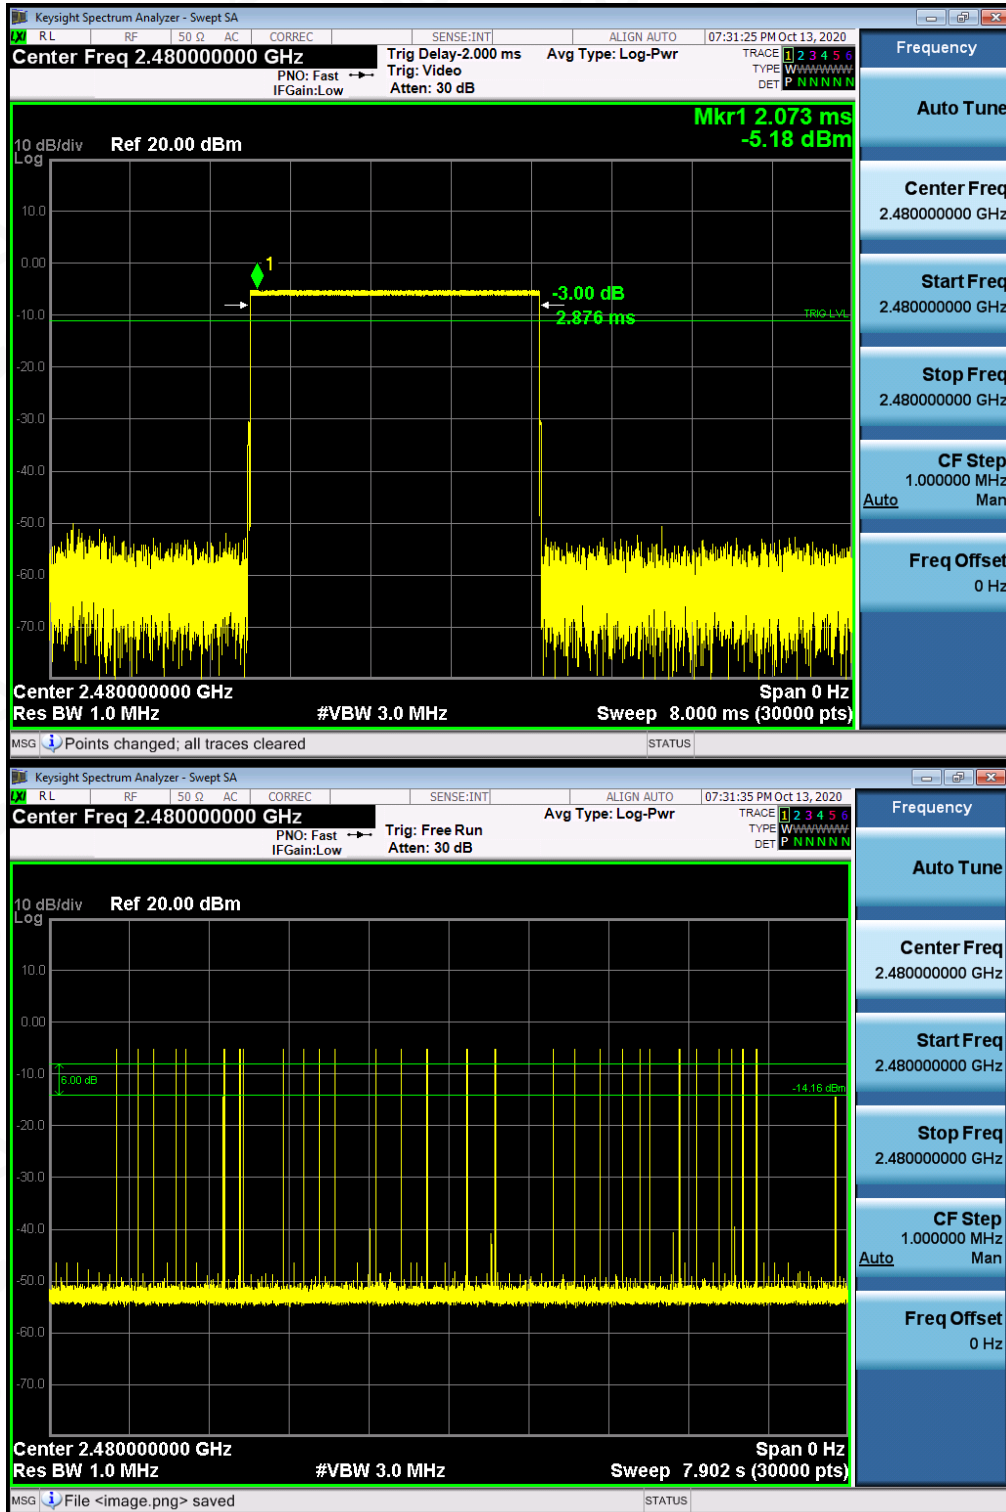 Keysight Spectrum Analyzer - Swept SA
LXI RL RF 50 Ω AC CORREC SENSE:INT ALIGN AUTO 07:31:25 PM Oct 13, 2020
Center Freq 2.480000000 GHz
Trig Delay-2.000 ms Avg Type: Log-Pwr TRACE 1 2 3 4 5 6
PNO: Fast Trig: Video TYPE WWWWWW
IFGain:Low Atten: 30 dB DET P N N N N N
Mkr1 2.073 ms
-5.18 dBm
10 dB/div Ref 20.00 dBm
Log
10.0
0.00
1
-3.00 dB
2.876 ms
-10.0
TRIG LVL
-20.0
-30.0
-40.0
-50.0
-60.0
-70.0
Center 2.480000000 GHz Span 0 Hz
Res BW 1.0 MHz #VBW 3.0 MHz Sweep 8.000 ms (30000 pts)
MSG Points changed; all traces cleared STATUS
Frequency
Auto Tune
Center Freq
2.480000000 GHz
Start Freq
2.480000000 GHz
Stop Freq
2.480000000 GHz
CF Step
1.000000 MHz
Auto Man
Freq Offset
0 Hz
Keysight Spectrum Analyzer - Swept SA
LXI RL RF 50 Ω AC CORREC SENSE:INT ALIGN AUTO 07:31:35 PM Oct 13, 2020
Center Freq 2.480000000 GHz
Avg Type: Log-Pwr TRACE 1 2 3 4 5 6
PNO: Fast Trig: Free Run TYPE WWWWWW
IFGain:Low Atten: 30 dB DET P N N N N N
10 dB/div Ref 20.00 dBm
Log
10.0
0.00
-10.0
6.00 dB
-14.16 dBm
-20.0
-30.0
-40.0
-50.0
-60.0
-70.0
Center 2.480000000 GHz Span 0 Hz
Res BW 1.0 MHz #VBW 3.0 MHz Sweep 7.902 s (30000 pts)
MSG File <image.png> saved STATUS
Frequency
Auto Tune
Center Freq
2.480000000 GHz
Start Freq
2.480000000 GHz
Stop Freq
2.480000000 GHz
CF Step
1.000000 MHz
Auto Man
Freq Offset
0 Hz